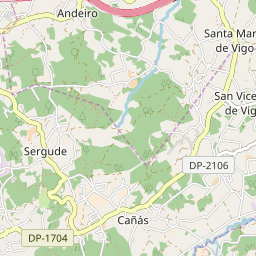 Andeiro
Santa Mar
de Vigo
San Vice
de Vig
Sergude
DP-2106
Cañás
DP-1704